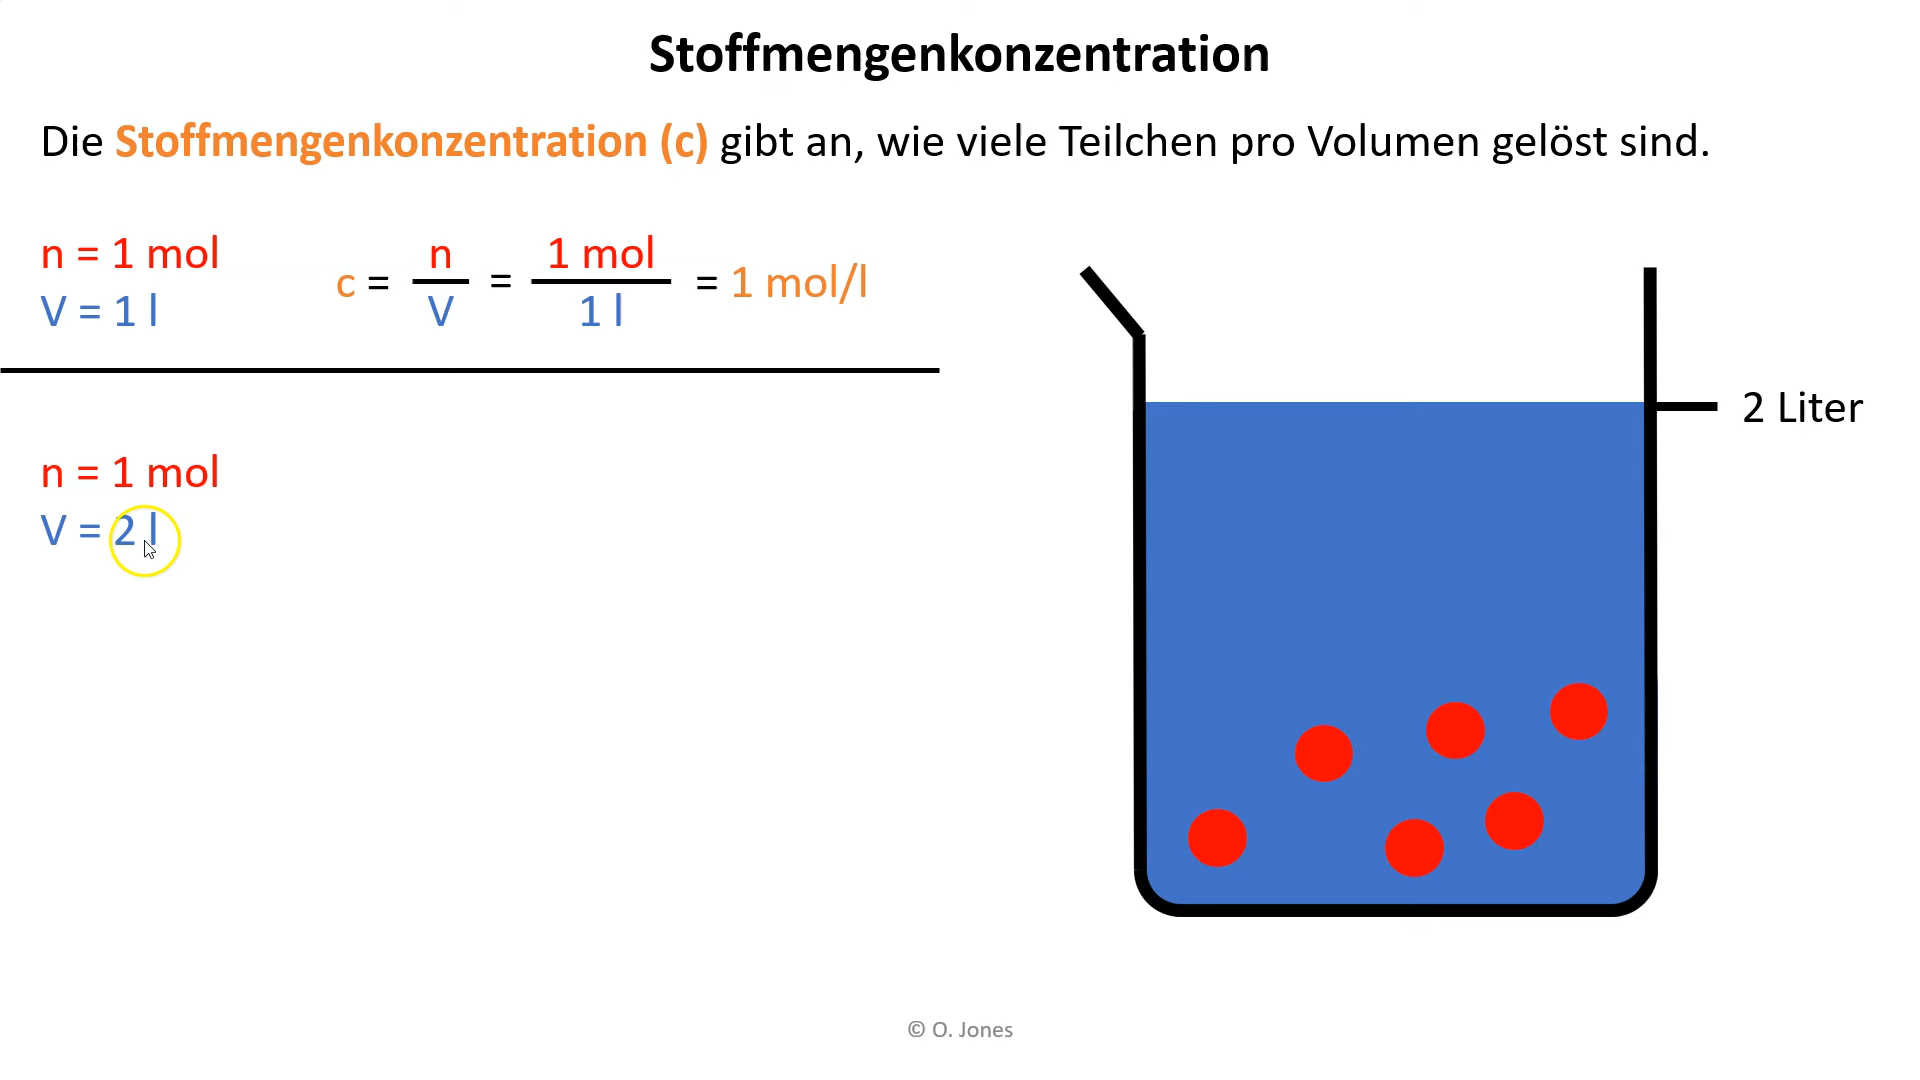 Stoffmengenkonzentration
Die Stoffmengenkonzentration (c) gibt an, wie viele Teilchen pro Volumen gelöst sind.
n = 1 mol
V = 1 l
c = n/V = 1 mol/1 l = 1 mol/l
2 Liter
n = 1 mol
V = 2 l
© O. Jones